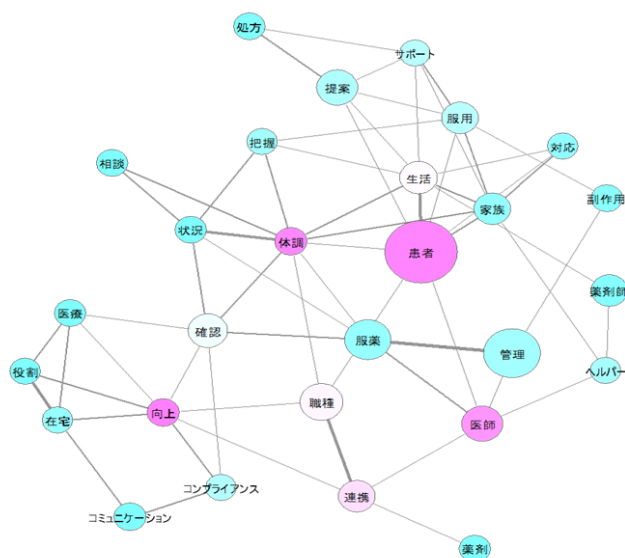 処方
サポート
提案
服用
把握
対応
相談
生活
副作用
家族
状況
体調
患者
薬剤師
医療
確認
服薬
管理
役割
ヘルパー
職種
在宅
向上
医師
コンプライアンス
連携
コミュニケーション
薬剤